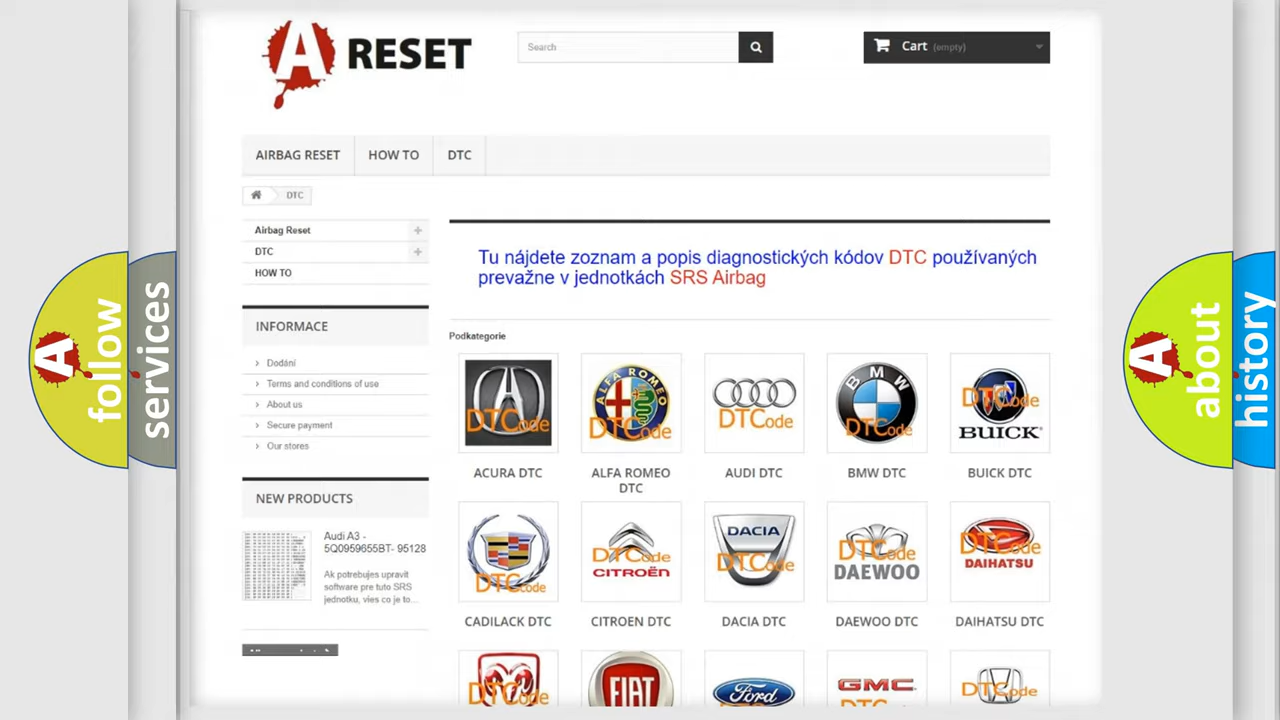 A RESET
Search
Cart (empty)
AIRBAG RESET
HOW TO
DTC
DTC
Airbag Reset
DTC
HOW TO
INFORMACE
Dodání
Terms and conditions of use
About us
Secure payment
Our stores
NEW PRODUCTS
Audi A3 -
5Q0959655BT- 95128
Ak potrebujes upravit
software pre tuto SRS
jednotku, vies co je to...
Tu nájdete zoznam a popis diagnostických kódov DTC používaných
prevažne v jednotkách SRS Airbag
Podkategorie
DTCode
ALFA ROMEO
DTCode
DTCode
BMW
DTCode
DTCode
BUICK
ACURA DTC
ALFA ROMEO
DTC
AUDI DTC
BMW DTC
BUICK DTC
DTCode
DTCode
CITROËN
DACIA
DTCode
DTCode
DAEWOO
DTCode
DAIHATSU
CADILACK DTC
CITROEN DTC
DACIA DTC
DAEWOO DTC
DAIHATSU DTC
DTCode
FIAT
Ford
GMC
DTCode
A follow
services
A about
history